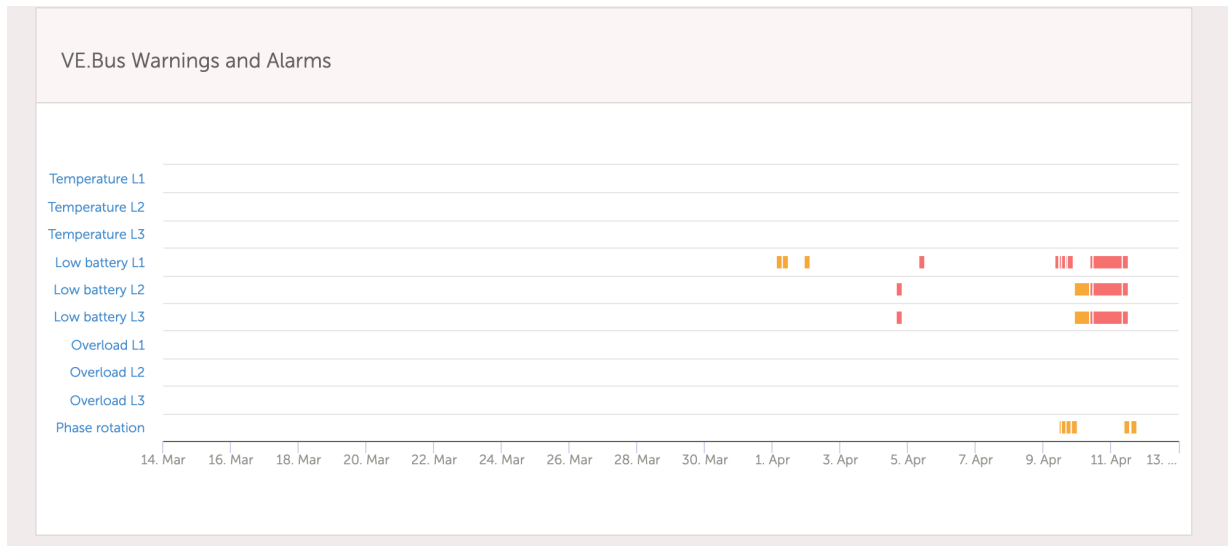 VE.Bus Warnings and Alarms
Temperature L1
Temperature L2
Temperature L3
Low battery L1
Low battery L2
Low battery L3
Overload L1
Overload L2
Overload L3
Phase rotation
14. Mar 16. Mar 18. Mar 20. Mar 22. Mar 24. Mar 26. Mar 28. Mar 30. Mar 1. Apr 3. Apr 5. Apr 7. Apr 9. Apr 11. Apr 13. ...